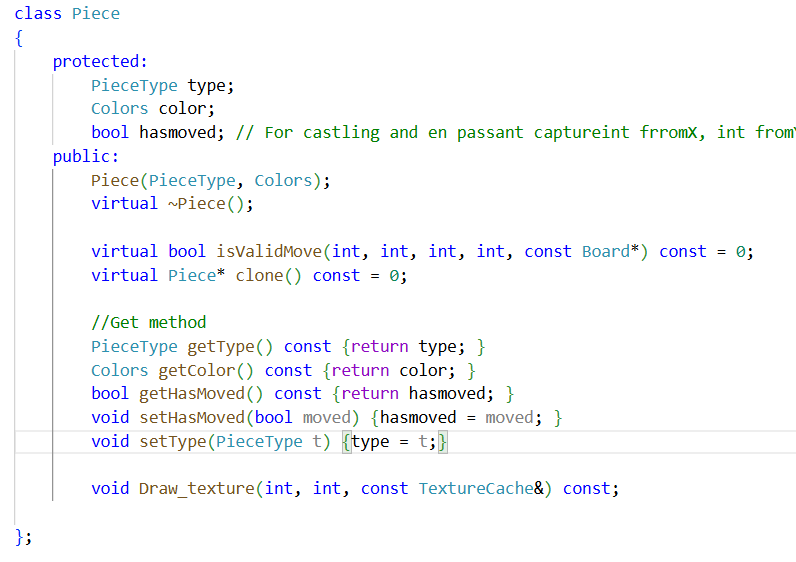 class Piece
{
protected:
PieceType type;
Colors color;
bool hasmoved; // For castling and en passant captureint frromX, int fromY
public:
Piece(PieceType, Colors);
virtual ~Piece();
virtual bool isValidMove(int, int, int, int, const Board*) const = 0;
virtual Piece* clone() const = 0;
//Get method
PieceType getType() const {return type; }
Colors getColor() const {return color; }
bool getHasMoved() const {return hasmoved; }
void setHasMoved(bool moved) {hasmoved = moved; }
void setType(PieceType t) {type = t;}
void Draw_texture(int, int, const TextureCache&) const;
};